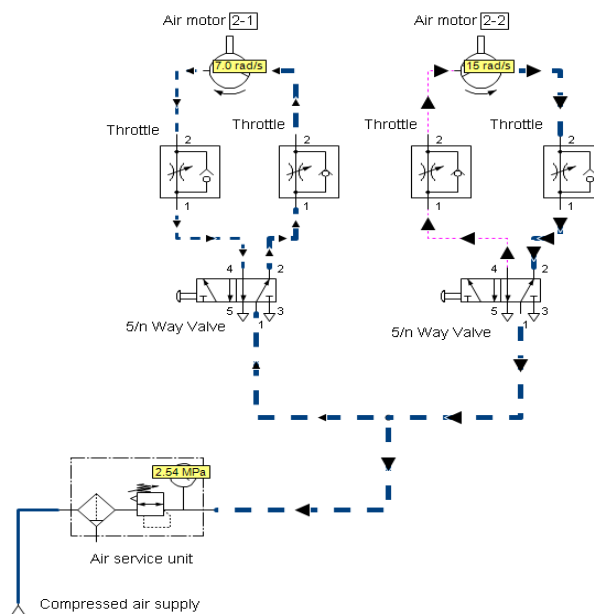 Air motor 2-1
Air motor 2-2
7.0 rad/s
15 rad/s
Throttle
Throttle
Throttle
Throttle
2
2
2
2
1
1
1
1
4
2
4
2
5
1
3
5
1
3
5/n Way Valve
5/n Way Valve
2.54 MPa
Air service unit
Compressed air supply